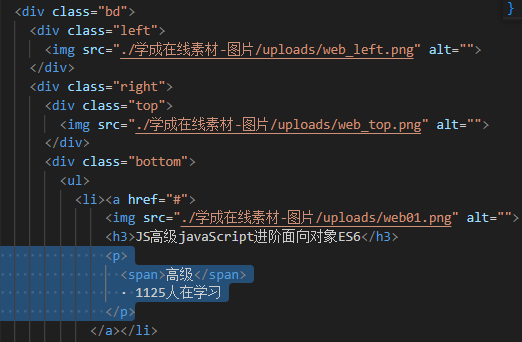 <div class="bd">
<div class="left">
<img src="./学成在线素材-图片/uploads/web_left.png" alt="">
</div>
<div class="right">
<div class="top">
<img src="./学成在线素材-图片/uploads/web_top.png" alt="">
</div>
<div class="bottom">
<ul>
<li><a href="#">
<img src="./学成在线素材-图片/uploads/web01.png" alt="">
<h3>JS高级javaScript进阶面向对象ES6</h3>
<p>
<span>高级</span>
· 1125人在学习
</p>
</a></li>
}